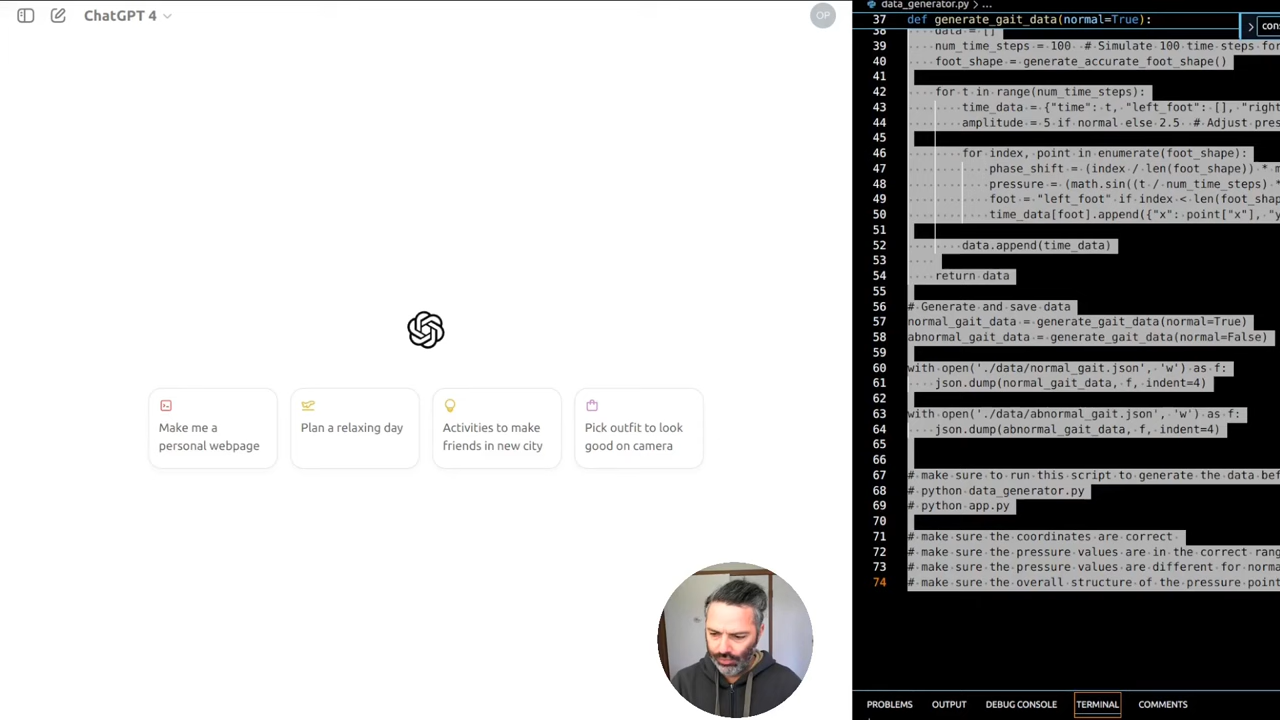 ChatGPT 4
OP
Make me a
personal webpage
Plan a relaxing day
Activities to make
friends in new city
Pick outfit to look
good on camera
data_generator.py > ...
37 def generate_gait_data(normal=True):
38 data = []
39 num_time_steps = 100 # Simulate 100 time steps for
40 foot_shape = generate_accurate_foot_shape()
41
42 for t in range(num_time_steps):
43 time_data = {"time": t, "left_foot": [], "right
44 amplitude = 5 if normal else 2.5 # Adjust pres
45
46 for index, point in enumerate(foot_shape):
47 phase_shift = (index / len(foot_shape)) * m
48 pressure = (math.sin((t / num_time_steps) *
49 foot = "left_foot" if index < len(foot_shap
50 time_data[foot].append({"x": point["x"], "y
51
52 data.append(time_data)
53
54 return data
55
56 # Generate and save data
57 normal_gait_data = generate_gait_data(normal=True)
58 abnormal_gait_data = generate_gait_data(normal=False)
59
60 with open('./data/normal_gait.json', 'w') as f:
61 json.dump(normal_gait_data, f, indent=4)
62
63 with open('./data/abnormal_gait.json', 'w') as f:
64 json.dump(abnormal_gait_data, f, indent=4)
65
66
67 # make sure to run this script to generate the data bef
68 # python data_generator.py
69 # python app.py
70
71 # make sure the coordinates are correct
72 # make sure the pressure values are in the correct rang
73 # make sure the pressure values are different for norma
74 # make sure the overall structure of the pressure point
con
PROBLEMS OUTPUT DEBUG CONSOLE TERMINAL COMMENTS